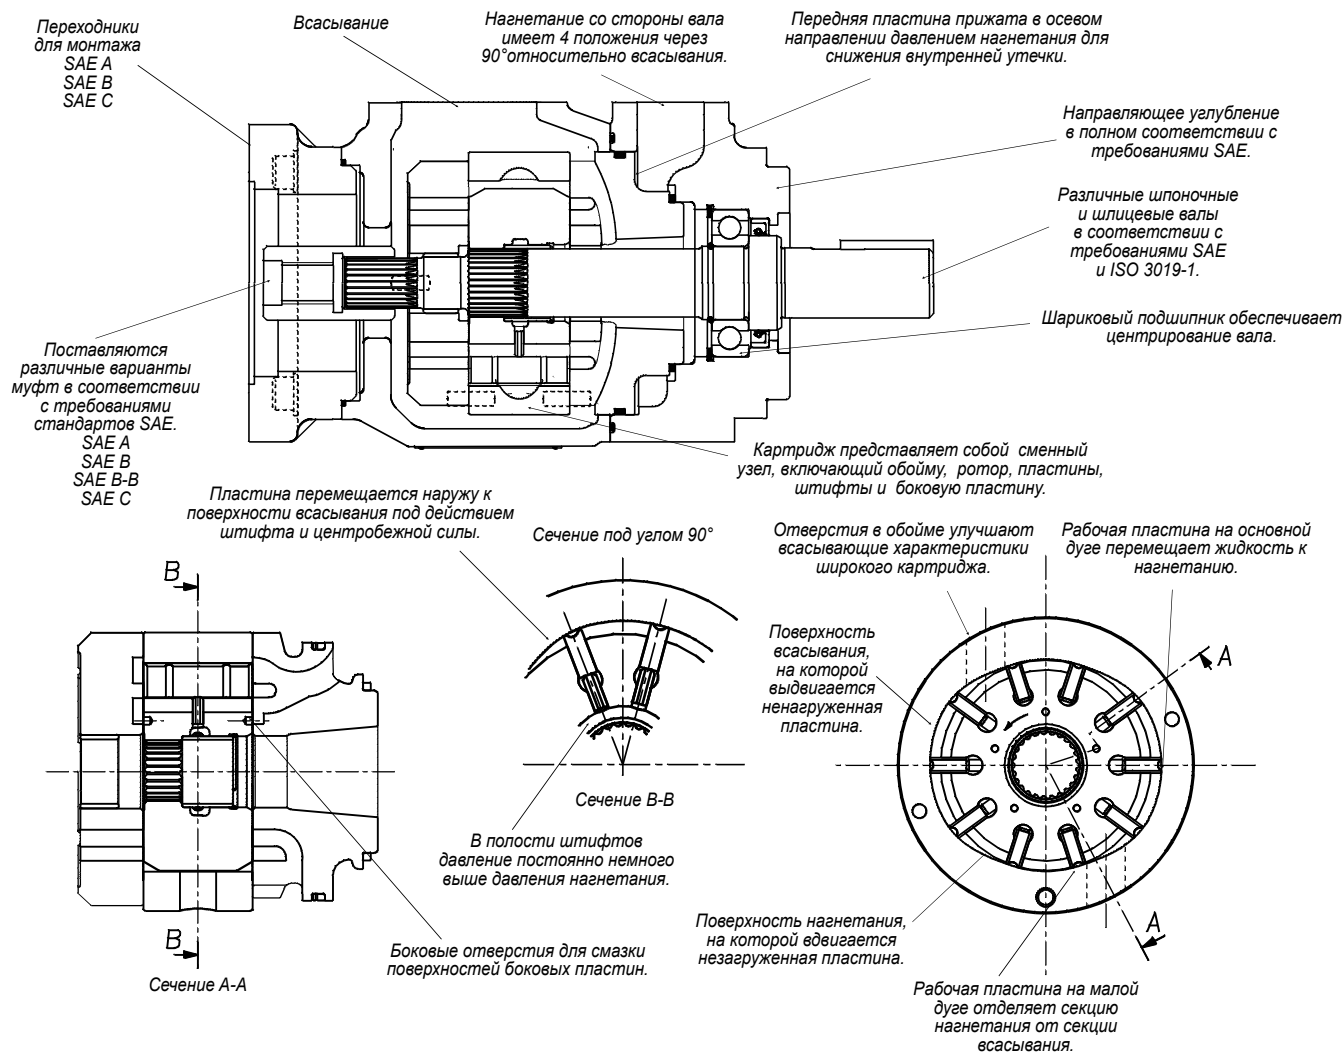 Переходники
для монтажа
SAE A
SAE B
SAE C
Всасывание
Нагнетание со стороны вала
имеет 4 положения через
90°относительно всасывания.
Передняя пластина прижата в осевом
направлении давлением нагнетания для
снижения внутренней утечки.
Направляющее углубление
в полном соответствии с
требованиями SAE.
Различные шпоночные
и шлицевые валы
в соответствии с
требованиями SAE
и ISO 3019-1.
Шариковый подшипник обеспечивает
центрирование вала.
Поставляются
различные варианты
муфт в соответствии
с требованиями
стандартов SAE.
SAE A
SAE B
SAE B-B
SAE C
Картридж представляет собой сменный
узел, включающий обойму, ротор, пластины,
штифты и боковую пластину.
Пластина перемещается наружу к
поверхности всасывания под действием
штифта и центробежной силы.
Сечение под углом 90°
Отверстия в обойме улучшают
всасывающие характеристики
широкого картриджа.
Рабочая пластина на основной
дуге перемещает жидкость к
нагнетанию.
B
Поверхность
всасывания,
на которой
выдвигается
ненагруженная
пластина.
A
Сечение B-B
В полости штифтов
давление постоянно немного
выше давления нагнетания.
Поверхность нагнетания,
на которой вдвигается
незагруженная пластина.
A
B
Боковые отверстия для смазки
поверхностей боковых пластин.
Сечение A-A
Рабочая пластина на малой
дуге отделяет секцию
нагнетания от секции
всасывания.